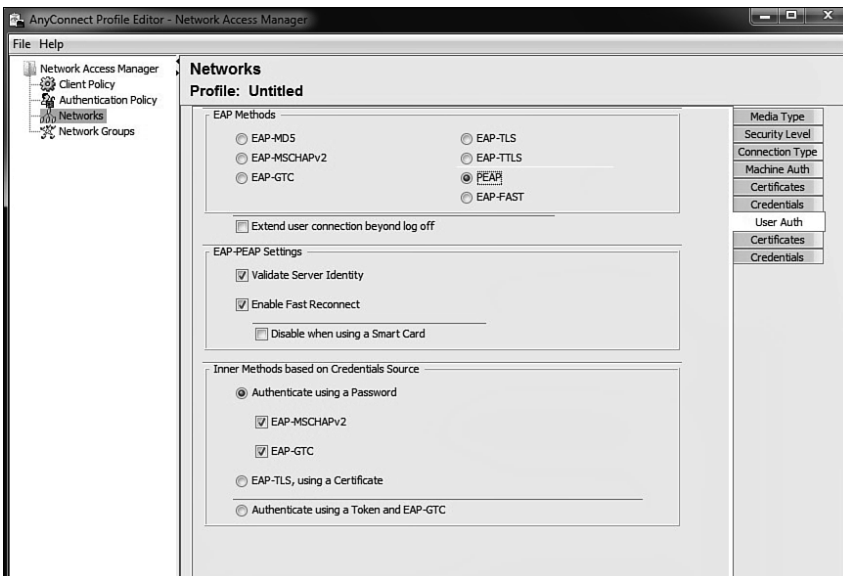 AnyConnect Profile Editor - Network Access Manager
File Help
Network Access Manager
Client Policy
Authentication Policy
Networks
Network Groups
Networks
Profile: Untitled
EAP Methods
EAP-MD5
EAP-TLS
EAP-MSCHAPv2
EAP-TTLS
EAP-GTC
PEAP
EAP-FAST
Extend user connection beyond log off
EAP-PEAP Settings
Validate Server Identity
Enable Fast Reconnect
Disable when using a Smart Card
Inner Methods based on Credentials Source
Authenticate using a Password
EAP-MSCHAPv2
EAP-GTC
EAP-TLS, using a Certificate
Authenticate using a Token and EAP-GTC
Media Type
Security Level
Connection Type
Machine Auth
Certificates
Credentials
User Auth
Certificates
Credentials